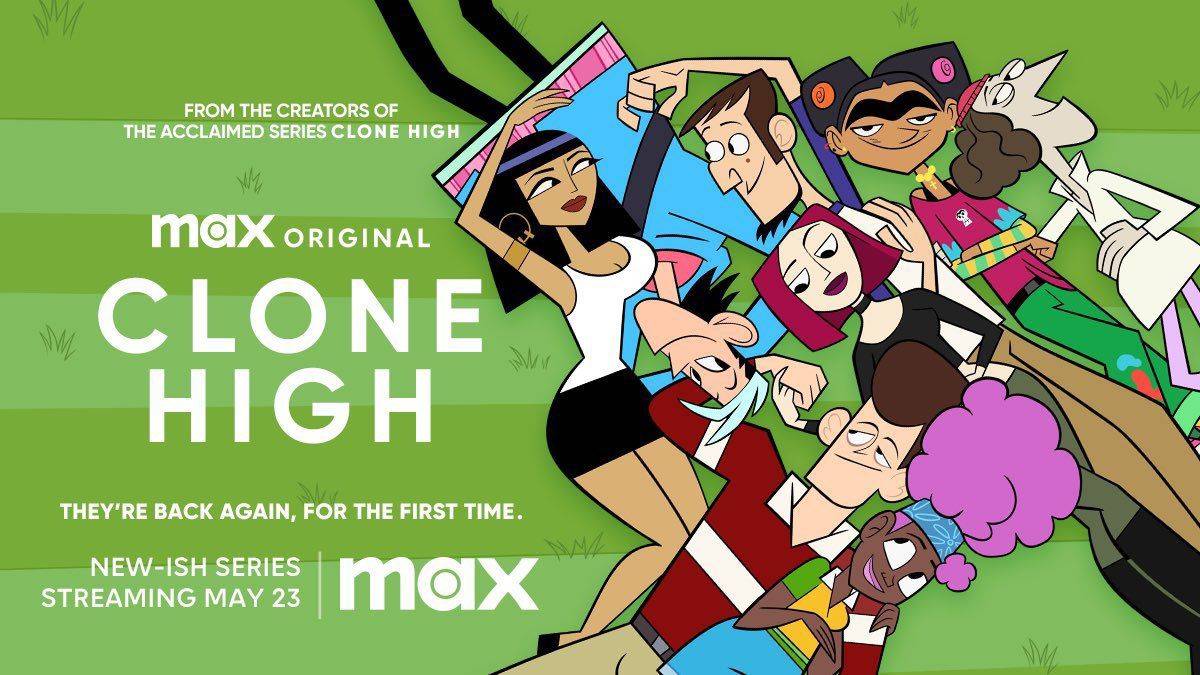 FROM THE CREATORS OF
THE ACCLAIMED SERIES CLONE HIGH
max ORIGINAL
CLONE
HIGH
THEY'RE BACK AGAIN, FOR THE FIRST TIME.
NEW-ISH SERIES
STREAMING MAY 23
max